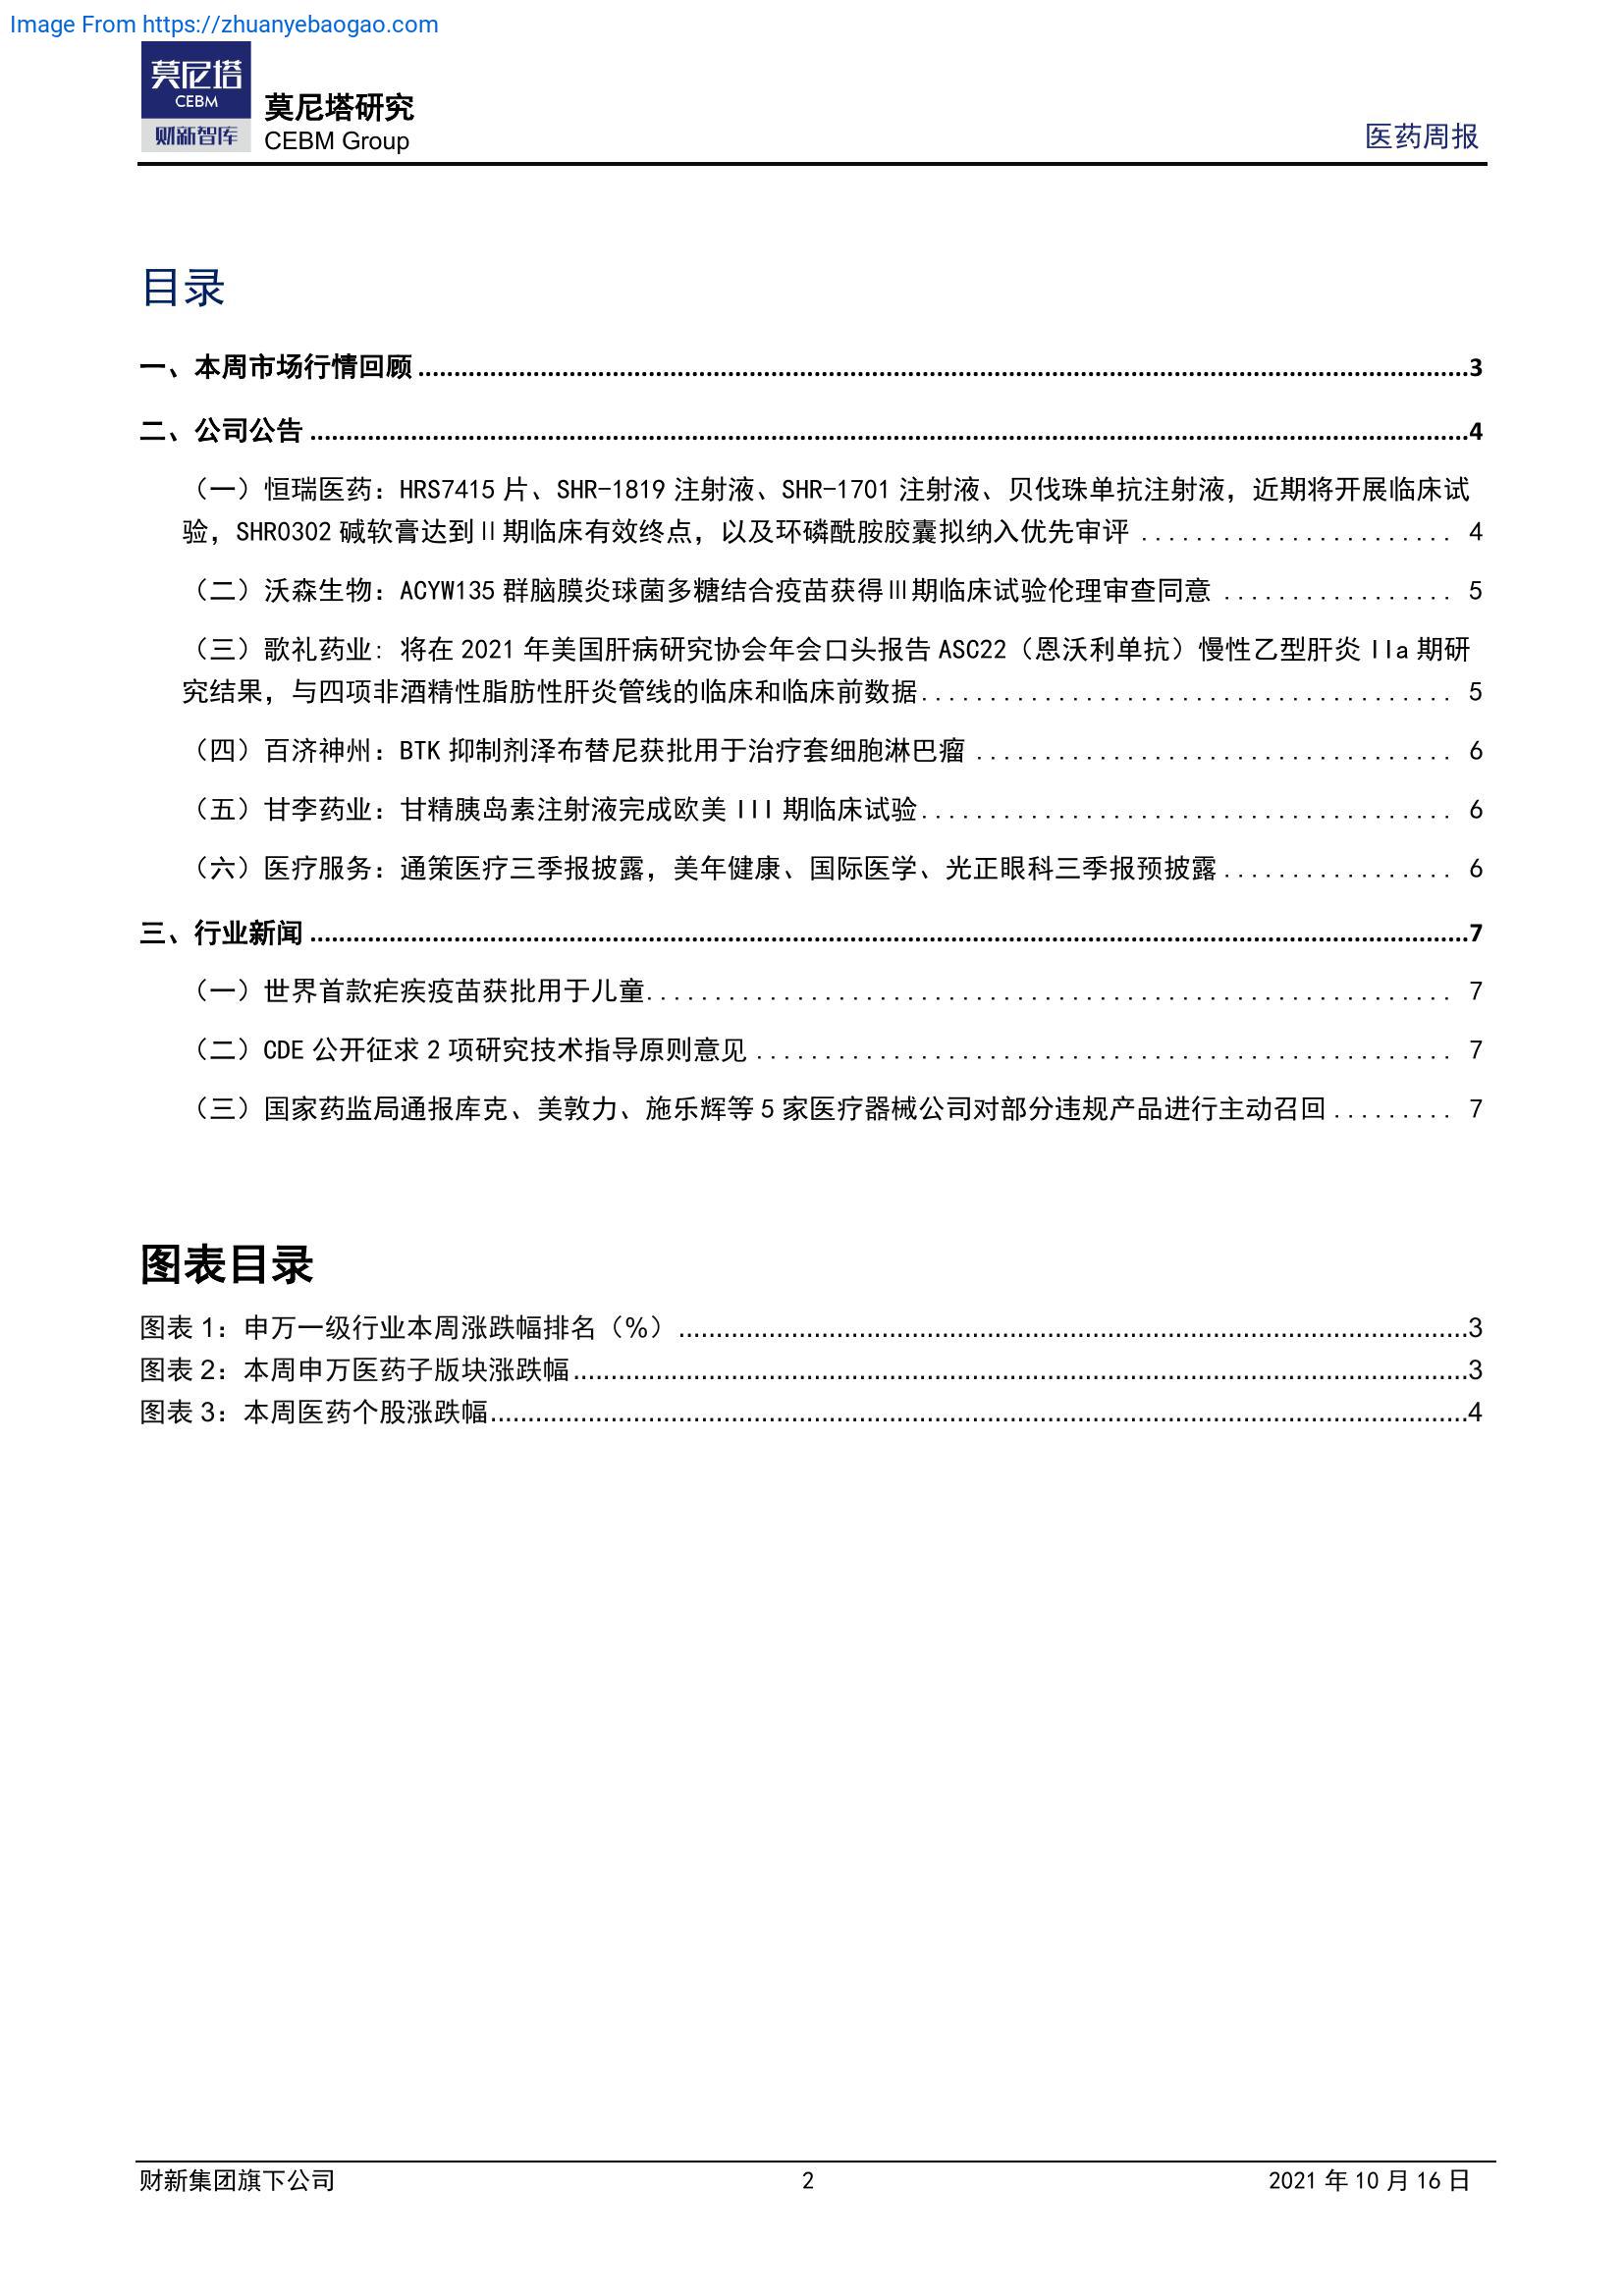 Image From https://zhuanyebaogao.com
莫尼塔
CEBM
财新智库
莫尼塔研究
CEBM Group
医药周报
目录
一、本周市场行情回顾 ........................................ 3
二、公司公告 ........................................ 4
（一）恒瑞医药：HRS7415 片、SHR-1819 注射液、SHR-1701 注射液、贝伐珠单抗注射液，近期将开展临床试
验，SHR0302 碱软膏达到Ⅱ期临床有效终点，以及环磷酰胺胶囊拟纳入优先审评 ....................... 4
（二）沃森生物：ACYW135 群脑膜炎球菌多糖结合疫苗获得Ⅲ期临床试验伦理审查同意 ................. 5
（三）歌礼药业: 将在 2021 年美国肝病研究协会年会口头报告 ASC22（恩沃利单抗）慢性乙型肝炎 IIa 期研
究结果，与四项非酒精性脂肪性肝炎管线的临床和临床前数据....................................... 5
（四）百济神州：BTK 抑制剂泽布替尼获批用于治疗套细胞淋巴瘤 ................................... 6
（五）甘李药业：甘精胰岛素注射液完成欧美 III 期临床试验....................................... 6
（六）医疗服务：通策医疗三季报披露，美年健康、国际医学、光正眼科三季报预披露................. 6
三、行业新闻 ........................................ 7
（一）世界首款疟疾疫苗获批用于儿童........................................ 7
（二）CDE 公开征求 2 项研究技术指导原则意见 ........................................ 7
（三）国家药监局通报库克、美敦力、施乐辉等 5 家医疗器械公司对部分违规产品进行主动召回 ......... 7
图表目录
图表 1：申万一级行业本周涨跌幅排名（%） ........................................ 3
图表 2：本周申万医药子版块涨跌幅........................................ 3
图表 3：本周医药个股涨跌幅........................................ 4
财新集团旗下公司 2 2021 年 10 月 16 日